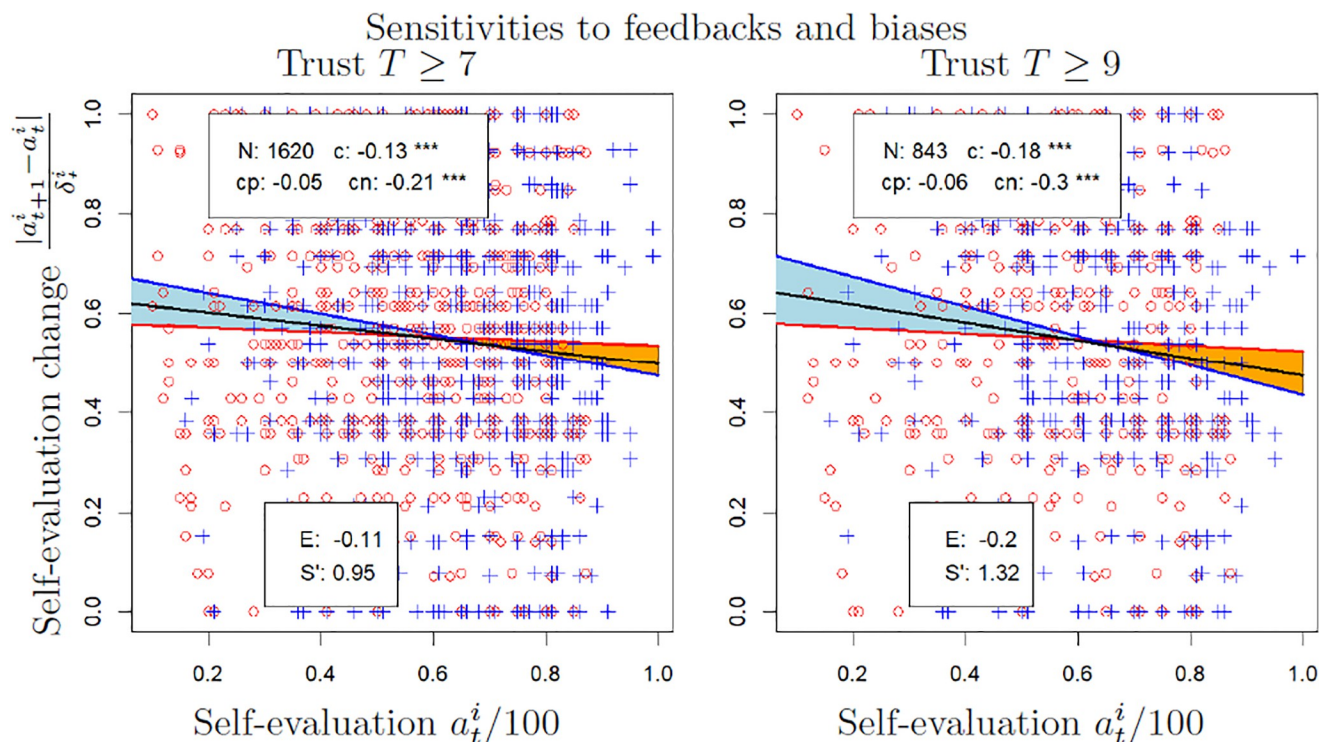 Sensitivities to feedbacks and biases
Trust T ≥ 7
Trust T ≥ 9
Self-evaluation change |a^i_{t+1} − a^i_t| / δ^i_t
1.0
0.8
0.6
0.4
0.2
0.0
N: 1620 c: -0.13 ***
cp: -0.05 cn: -0.21 ***
E: -0.11
S': 0.95
0.2 0.4 0.6 0.8 1.0
Self-evaluation a^i_t/100
1.0
0.8
0.6
0.4
0.2
0.0
N: 843 c: -0.18 ***
cp: -0.06 cn: -0.3 ***
E: -0.2
S': 1.32
0.2 0.4 0.6 0.8 1.0
Self-evaluation a^i_t/100